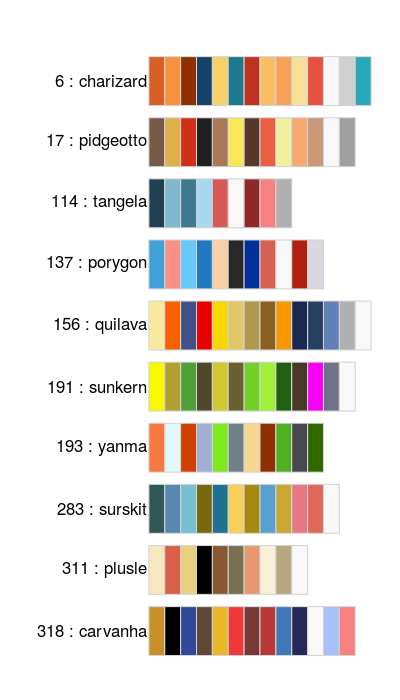 6 : charizard
17 : pidgeotto
114 : tangela
137 : porygon
156 : quilava
191 : sunkern
193 : yanma
283 : surskit
311 : plusle
318 : carvanha